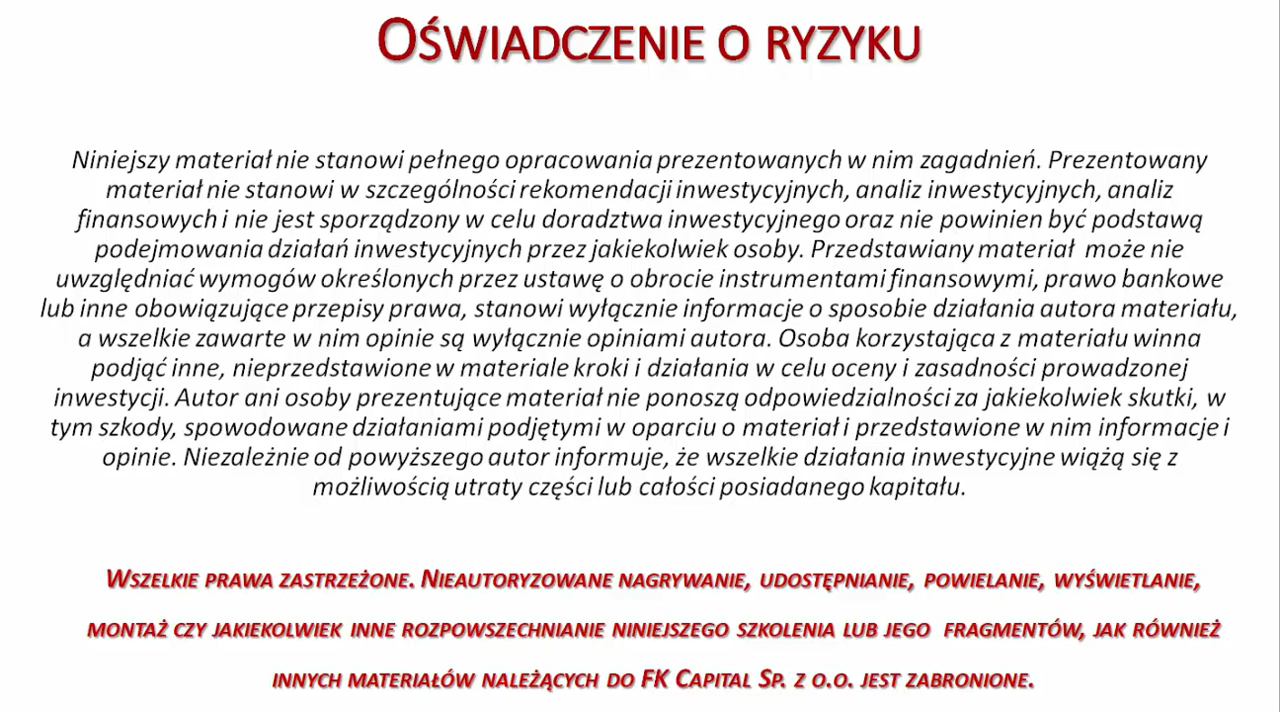 OŚWIADCZENIE O RYZYKU
Niniejszy materiał nie stanowi pełnego opracowania prezentowanych w nim zagadnień. Prezentowany
materiał nie stanowi w szczególności rekomendacji inwestycyjnych, analiz inwestycyjnych, analiz
finansowych i nie jest sporządzony w celu doradztwa inwestycyjnego oraz nie powinien być podstawą
podejmowania działań inwestycyjnych przez jakiekolwiek osoby. Przedstawiany materiał może nie
uwzględniać wymogów określonych przez ustawę o obrocie instrumentami finansowymi, prawo bankowe
lub inne obowiązujące przepisy prawa, stanowi wyłącznie informacje o sposobie działania autora materiału,
a wszelkie zawarte w nim opinie są wyłącznie opiniami autora. Osoba korzystająca z materiału winna
podjąć inne, nieprzedstawione w materiale kroki i działania w celu oceny i zasadności prowadzonej
inwestycji. Autor ani osoby prezentujące materiał nie ponoszą odpowiedzialności za jakiekolwiek skutki, w
tym szkody, spowodowane działaniami podjętymi w oparciu o materiał i przedstawione w nim informacje i
opinie. Niezależnie od powyższego autor informuje, że wszelkie działania inwestycyjne wiążą się z
możliwością utraty części lub całości posiadanego kapitału.
WSZELKIE PRAWA ZASTRZEŻONE. NIEAUTORYZOWANE NAGRYWANIE, UDOSTĘPNIANIE, POWIELANIE, WYŚWIETLANIE,
MONTAŻ CZY JAKIEKOLWIEK INNE ROZPOWSZECHNIANIE NINIEJSZEGO SZKOLENIA LUB JEGO FRAGMENTÓW, JAK RÓWNIEŻ
INNYCH MATERIAŁÓW NALEŻĄCYCH DO FK CAPITAL SP. Z O.O. JEST ZABRONIONE.